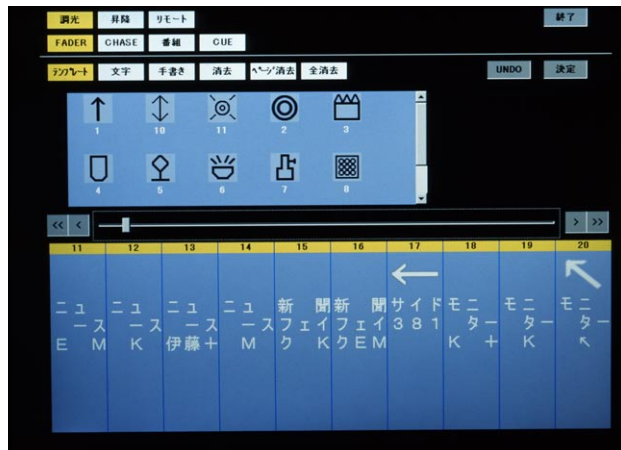 調光 昇降 リモート 終了
FADER CHASE 番組 CUE
テンプレート 文字 手書き 消去 ページ消去 全消去 UNDO 決定
1 10 11 2 3
4 5 6 7 8
<< < > >>
11 12 13 14 15 16 17 18 19 20
ニュース EM
ニュース K
ニュース 伊藤+
ニュース M
新聞フェイク K
新聞フェイク EM
← サイド381
モニター K +
モニター K
↖ モニター ↖